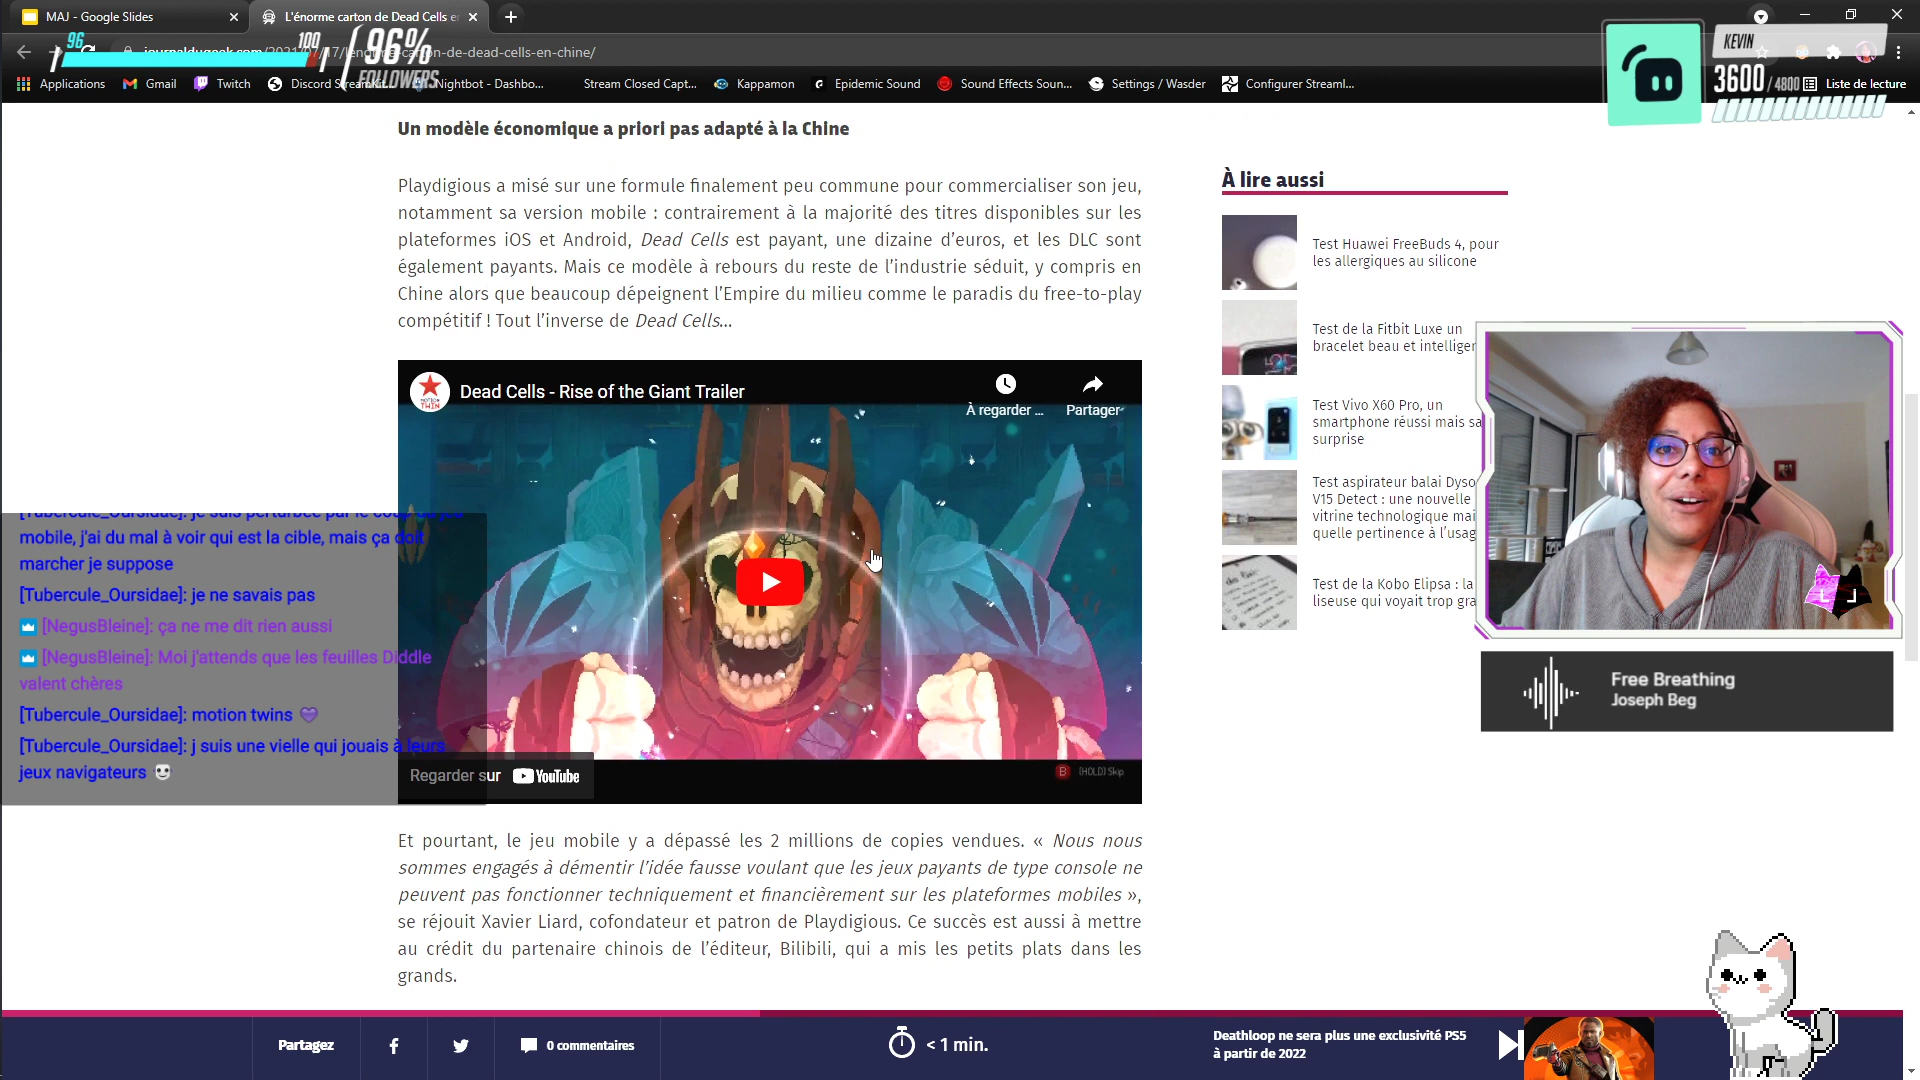 MAJ - Google Slides
L'énorme carton de Dead Cells e
96
100
96%
FOLLOWERS
KEVIN
3600 / 4800
Liste de lecture
Applications
Gmail
Twitch
Discord
Nightbot - Dashbo...
Stream Closed Capt...
Kappamon
Epidemic Sound
Sound Effects Soun...
Settings / Wasder
Configurer Streaml...
Un modèle économique a priori pas adapté à la Chine
Playdigious a misé sur une formule finalement peu commune pour commercialiser son jeu,
notamment sa version mobile : contrairement à la majorité des titres disponibles sur les
plateformes iOS et Android, Dead Cells est payant, une dizaine d'euros, et les DLC sont
également payants. Mais ce modèle à rebours du reste de l'industrie séduit, y compris en
Chine alors que beaucoup dépeignent l'Empire du milieu comme le paradis du free-to-play
compétitif ! Tout l'inverse de Dead Cells…
MOTION TWIN
Dead Cells - Rise of the Giant Trailer
À regarder ...
Partager
Regarder sur YouTube
B [HOLD] Skip
mobile, j'ai du mal à voir qui est la cible, mais ça doit
marcher je suppose
[Tubercule_Oursidae]: je ne savais pas
[NegusBleine]: ça ne me dit rien aussi
[NegusBleine]: Moi j'attends que les feuilles Diddle
valent chères
[Tubercule_Oursidae]: motion twins 💜
[Tubercule_Oursidae]: j suis une vielle qui jouais à leurs
jeux navigateurs 💀
Et pourtant, le jeu mobile y a dépassé les 2 millions de copies vendues. « Nous nous
sommes engagés à démentir l'idée fausse voulant que les jeux payants de type console ne
peuvent pas fonctionner techniquement et financièrement sur les plateformes mobiles »,
se réjouit Xavier Liard, cofondateur et patron de Playdigious. Ce succès est aussi à mettre
au crédit du partenaire chinois de l'éditeur, Bilibili, qui a mis les petits plats dans les
grands.
À lire aussi
Test Huawei FreeBuds 4, pour
les allergiques au silicone
Test de la Fitbit Luxe un
bracelet beau et intelliger
Test Vivo X60 Pro, un
smartphone réussi mais sa
surprise
Test aspirateur balai Dyso
V15 Detect : une nouvelle
vitrine technologique mai
quelle pertinence à l'usag
Test de la Kobo Elipsa : la
liseuse qui voyait trop gra
L J
Free Breathing
Joseph Beg
Partagez
0 commentaires
< 1 min.
Deathloop ne sera plus une exclusivité PS5
à partir de 2022